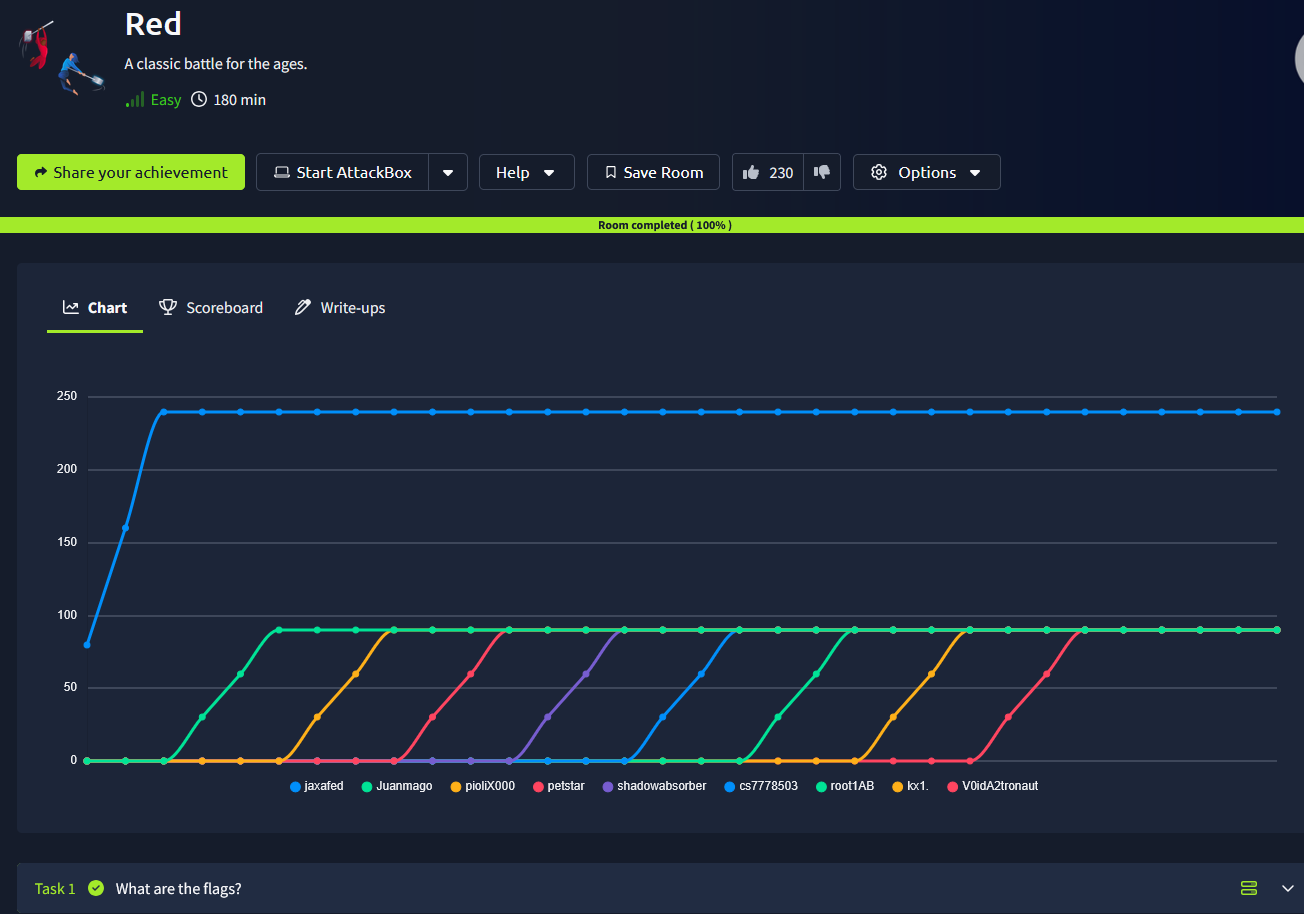 Red
A classic battle for the ages.
Easy 180 min
Share your achievement Start AttackBox Help Save Room 230 Options
Room completed ( 100% )
Chart Scoreboard Write-ups
250
200
150
100
50
0
jaxafed Juanmago pioliX000 petstar shadowabsorber cs7778503 root1AB kx1. V0idA2tronaut
Task 1 What are the flags?